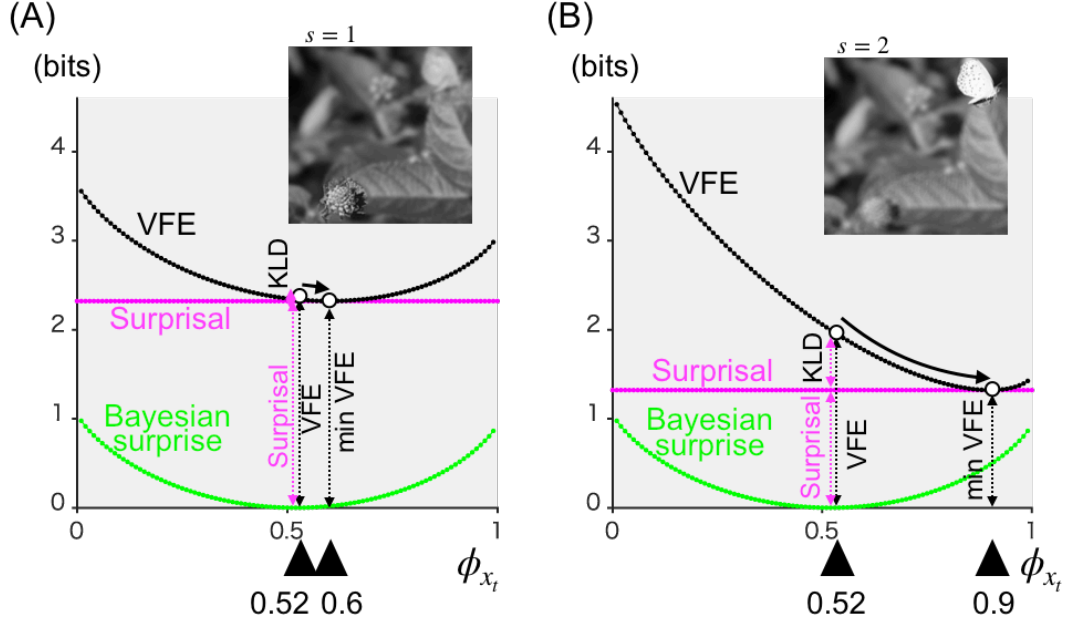 (A)
(bits)
s = 1
4
3
2
1
0
VFE
KLD
Surprisal
Surprisal
VFE
min VFE
Bayesian
surprise
0
0.5
1
ϕxₜ
0.52
0.6
(B)
(bits)
s = 2
4
3
2
1
0
VFE
KLD
Surprisal
Surprisal
VFE
min VFE
Bayesian
surprise
0
0.5
1
ϕxₜ
0.52
0.9